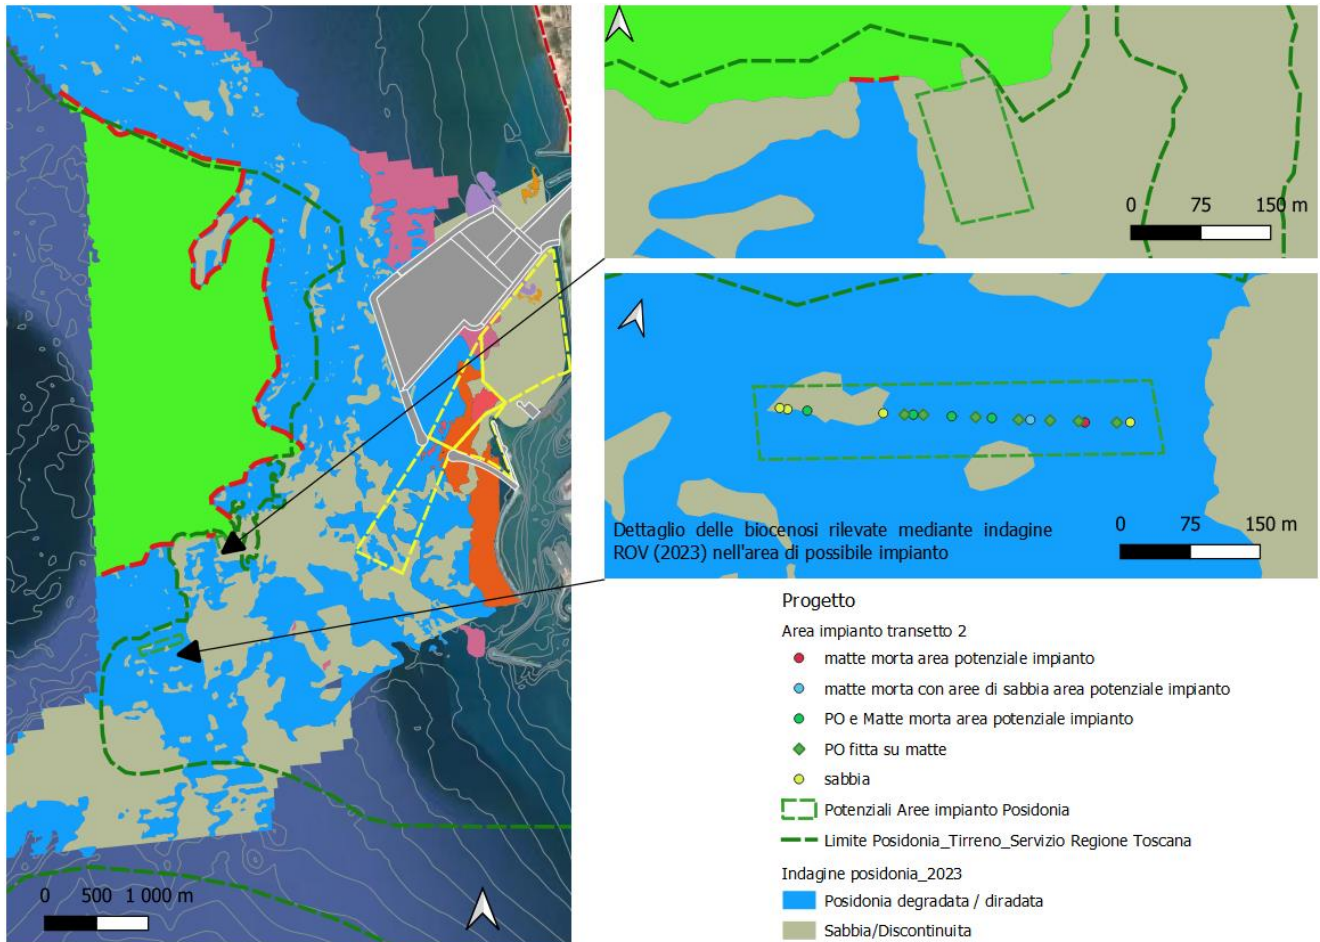 0 75 150 m
Dettaglio delle biocenosi rilevate mediante indagine
ROV (2023) nell'area di possibile impianto
0 75 150 m
0 500 1 000 m
Progetto
Area impianto transetto 2
matte morta area potenziale impianto
matte morta con aree di sabbia area potenziale impianto
PO e Matte morta area potenziale impianto
PO fitta su matte
sabbia
Potenziali Aree impianto Posidonia
Limite Posidonia_Tirreno_Servizio Regione Toscana
Indagine posidonia_2023
Posidonia degradata / diradata
Sabbia/Discontinuita